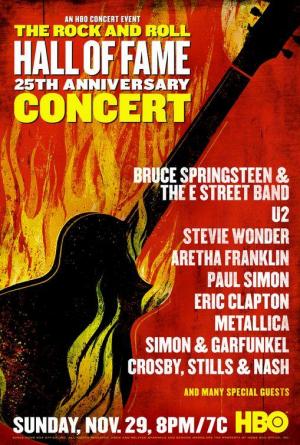 AN HBO CONCERT EVENT
THE ROCK AND ROLL
HALL OF FAME
25TH ANNIVERSARY
CONCERT
BRUCE SPRINGSTEEN &
THE E STREET BAND
U2
STEVIE WONDER
ARETHA FRANKLIN
PAUL SIMON
ERIC CLAPTON
METALLICA
SIMON & GARFUNKEL
CROSBY, STILLS & NASH
AND MANY SPECIAL GUESTS
SUNDAY, NOV. 29, 8PM/7C HBO